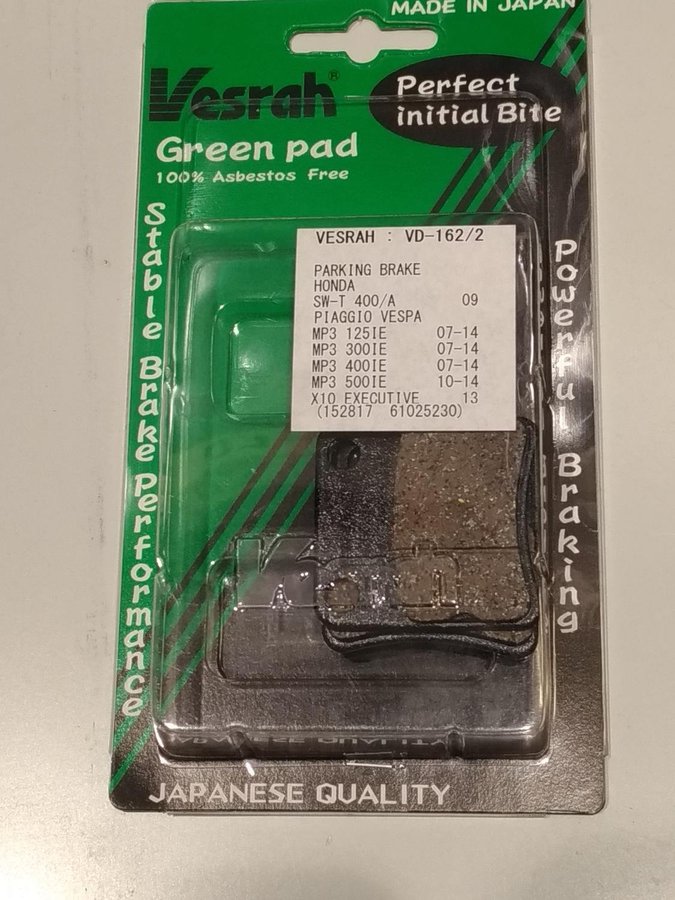 MADE IN JAPAN
Vesrah®
Perfect
initial Bite
Green pad
100% Asbestos Free
Stable Brake Performance
VESRAH : VD-162/2
PARKING BRAKE
HONDA
SW-T 400/A 09
PIAGGIO VESPA
MP3 125IE 07-14
MP3 300IE 07-14
MP3 400IE 07-14
MP3 500IE 10-14
X10 EXECUTIVE 13
(152817 61025230)
Powerful Braking
JAPANESE QUALITY